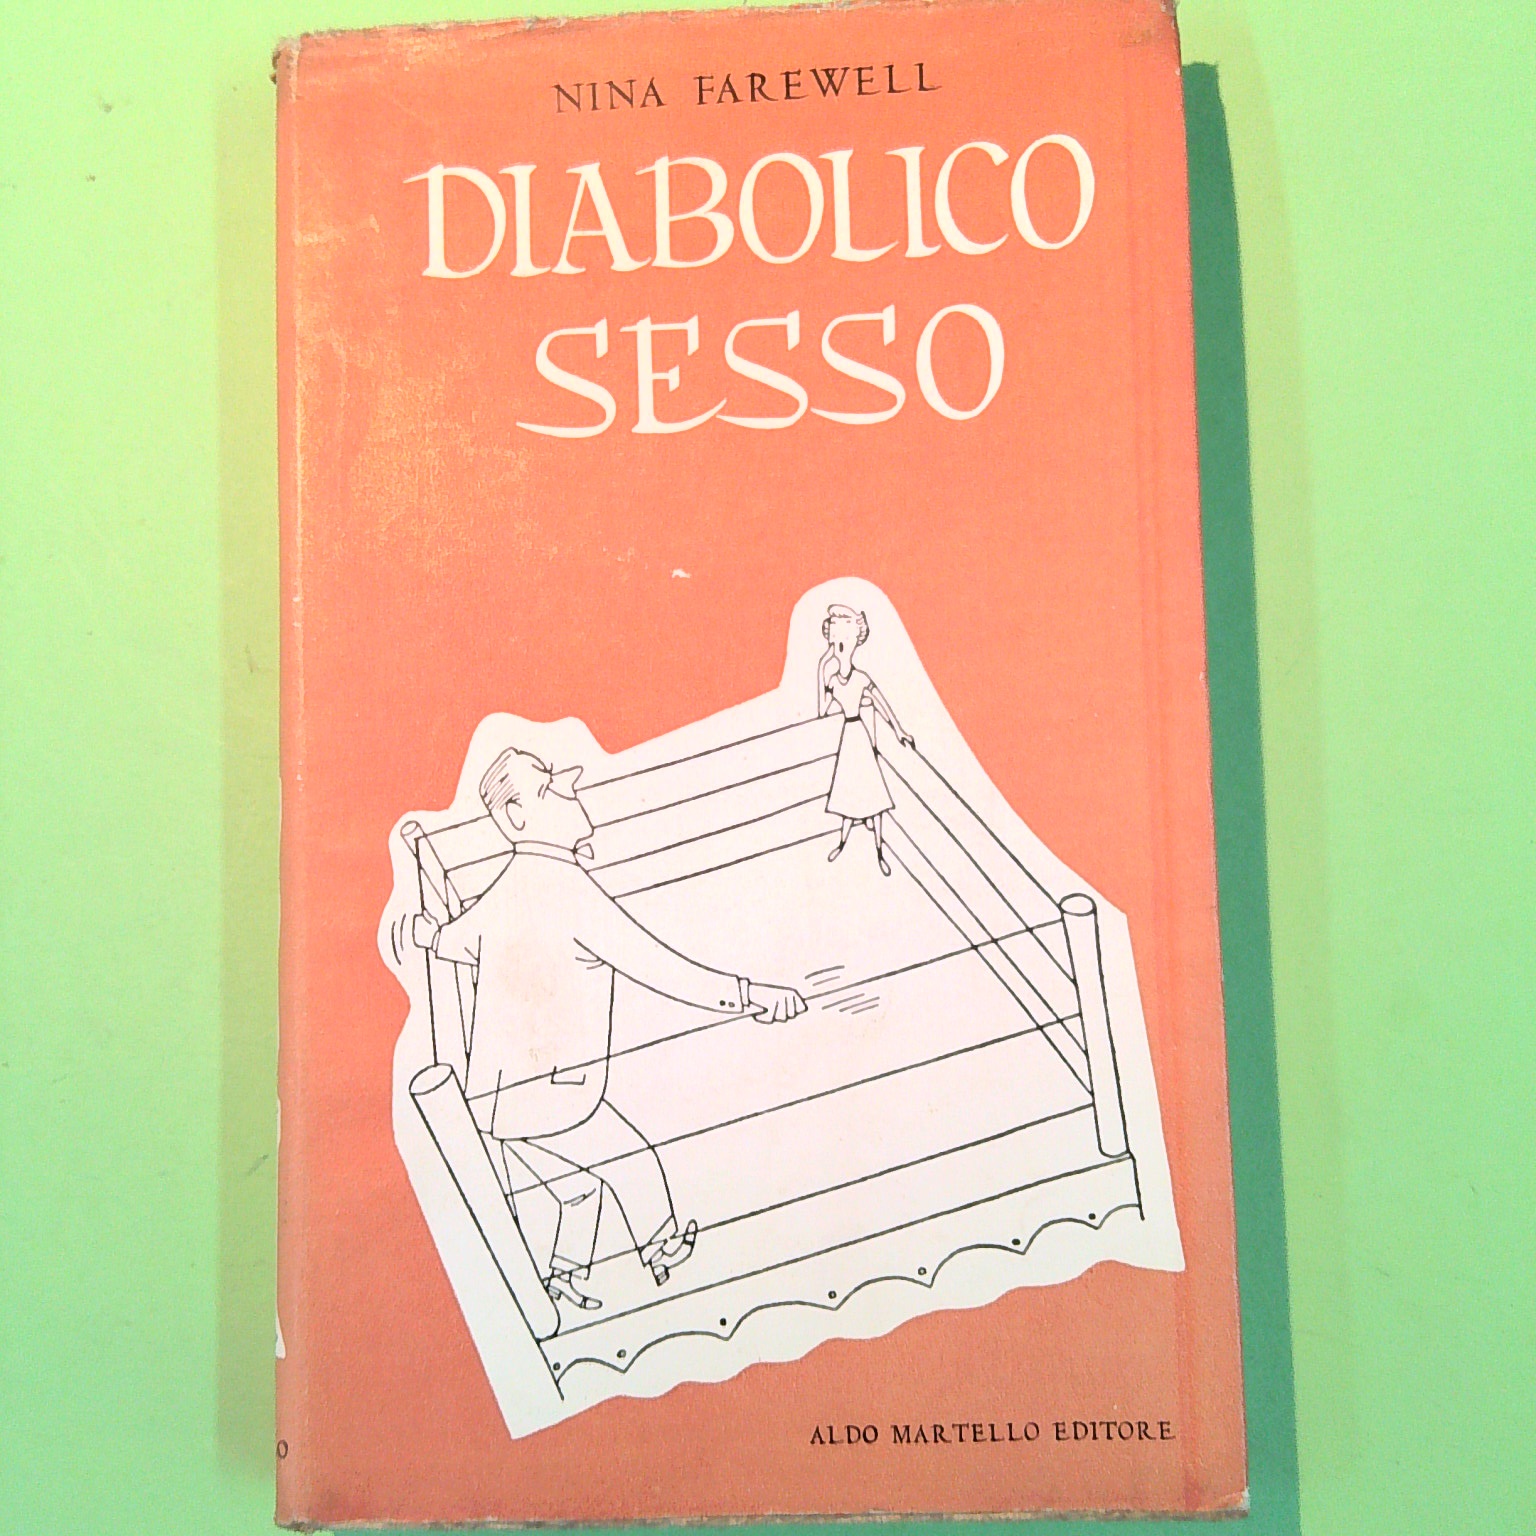 NINA FAREWELL
DIABOLICO
SESSO
ALDO MARTELLO EDITORE
O